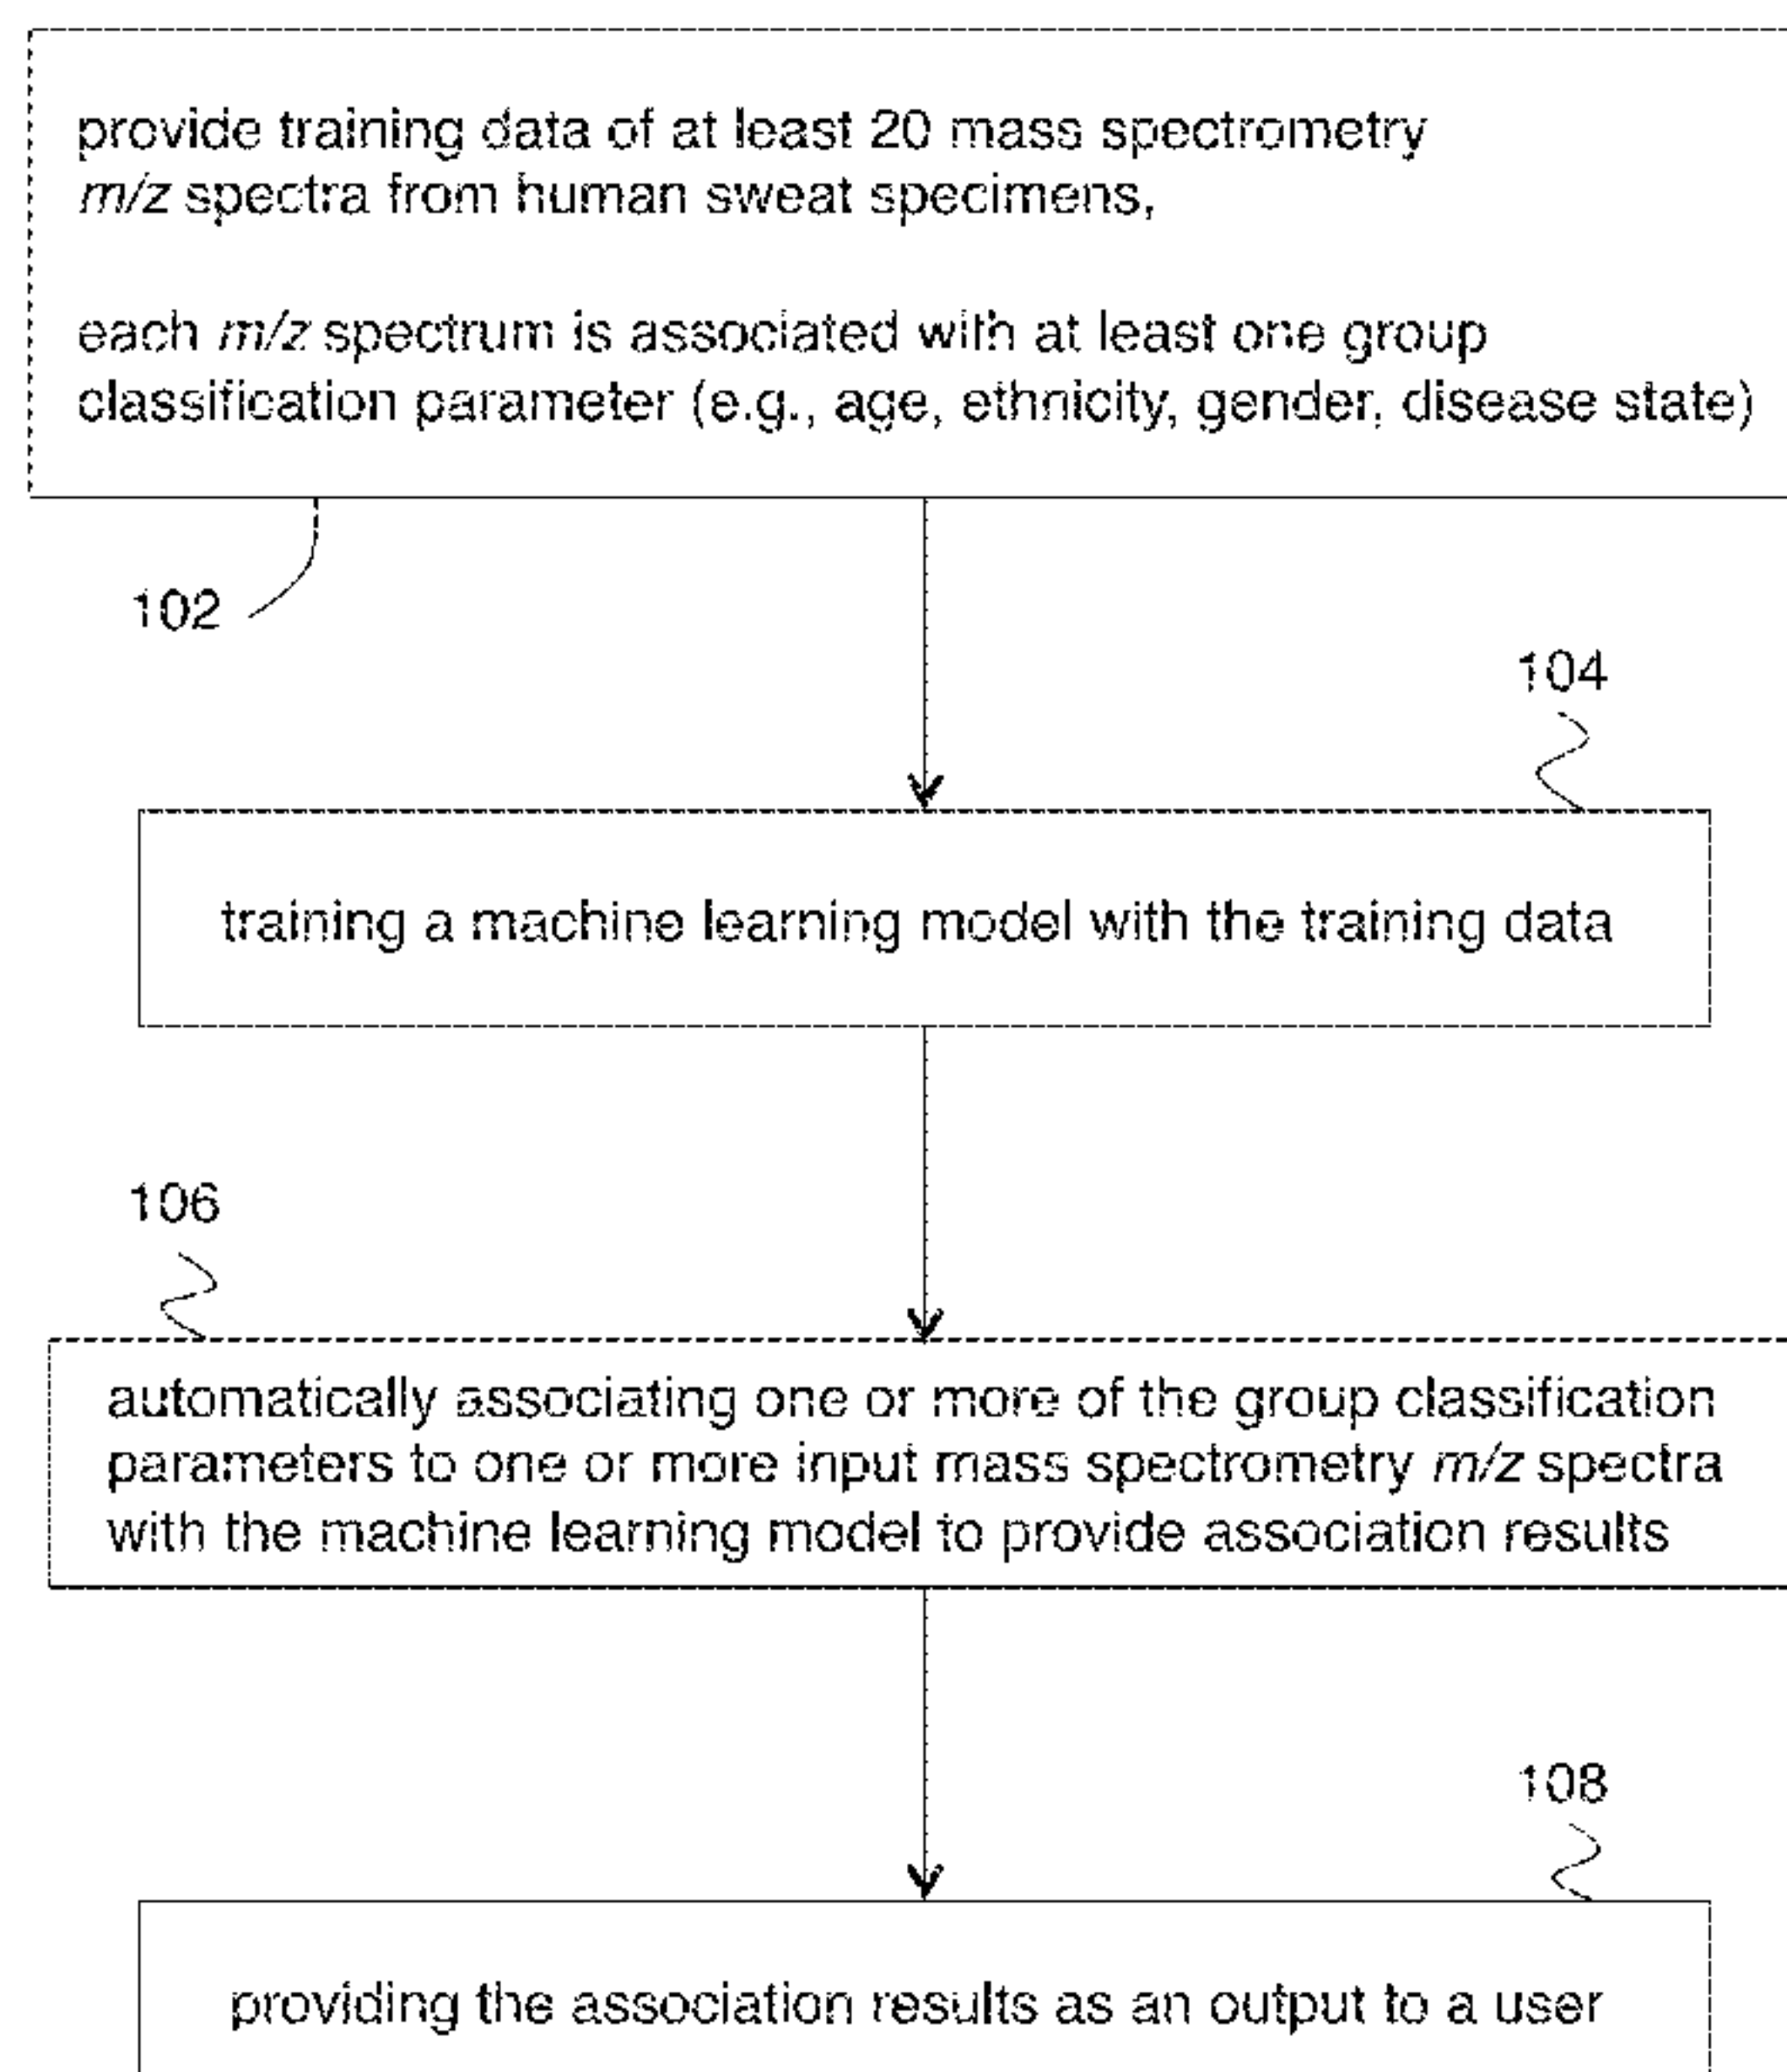 provide training data of at least 20 mass spectrometry
m/z spectra from human sweat specimens,
each m/z spectrum is associated with at least one group
classification parameter (e.g., age, ethnicity, gender, disease state)
102
104
training a machine learning model with the training data
106
automatically associating one or more of the group classification
parameters to one or more input mass spectrometry m/z spectra
with the machine learning model to provide association results
108
providing the association results as an output to a user